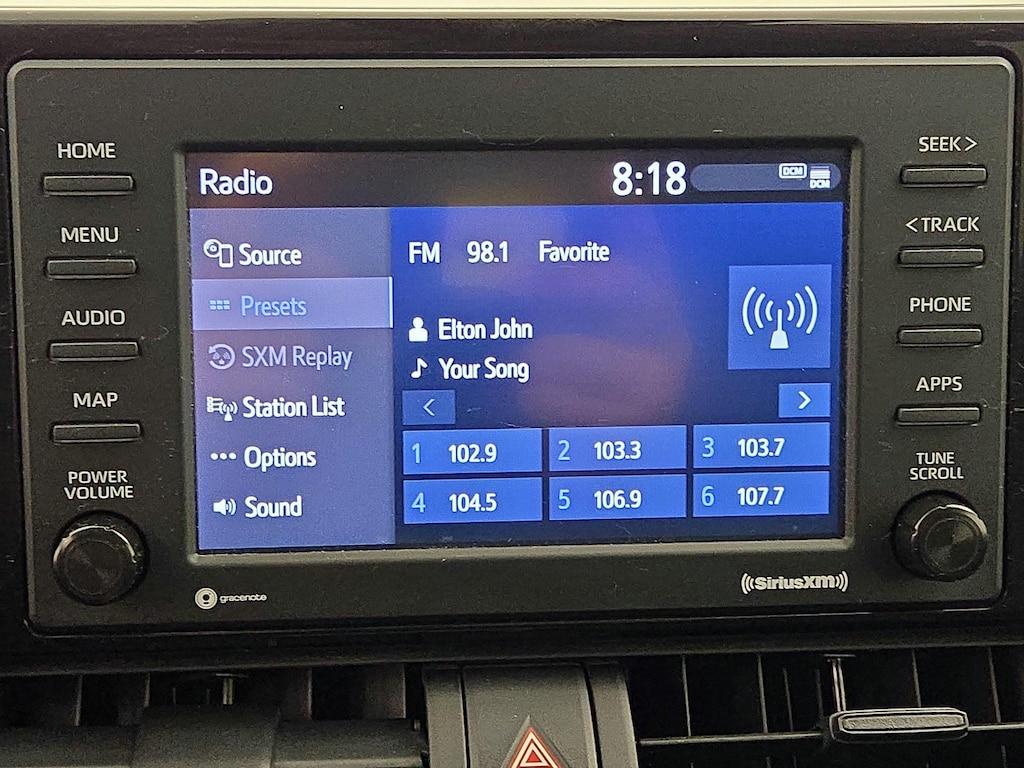 HOME
MENU
AUDIO
MAP
POWER
VOLUME
Radio 8:18 DCM DCM
Source
Presets
SXM Replay
Station List
Options
Sound
FM 98.1 Favorite
Elton John
Your Song
< >
1 102.9 2 103.3 3 103.7
4 104.5 5 106.9 6 107.7
SEEK >
< TRACK
PHONE
APPS
TUNE
SCROLL
gracenote
((SiriusXM))